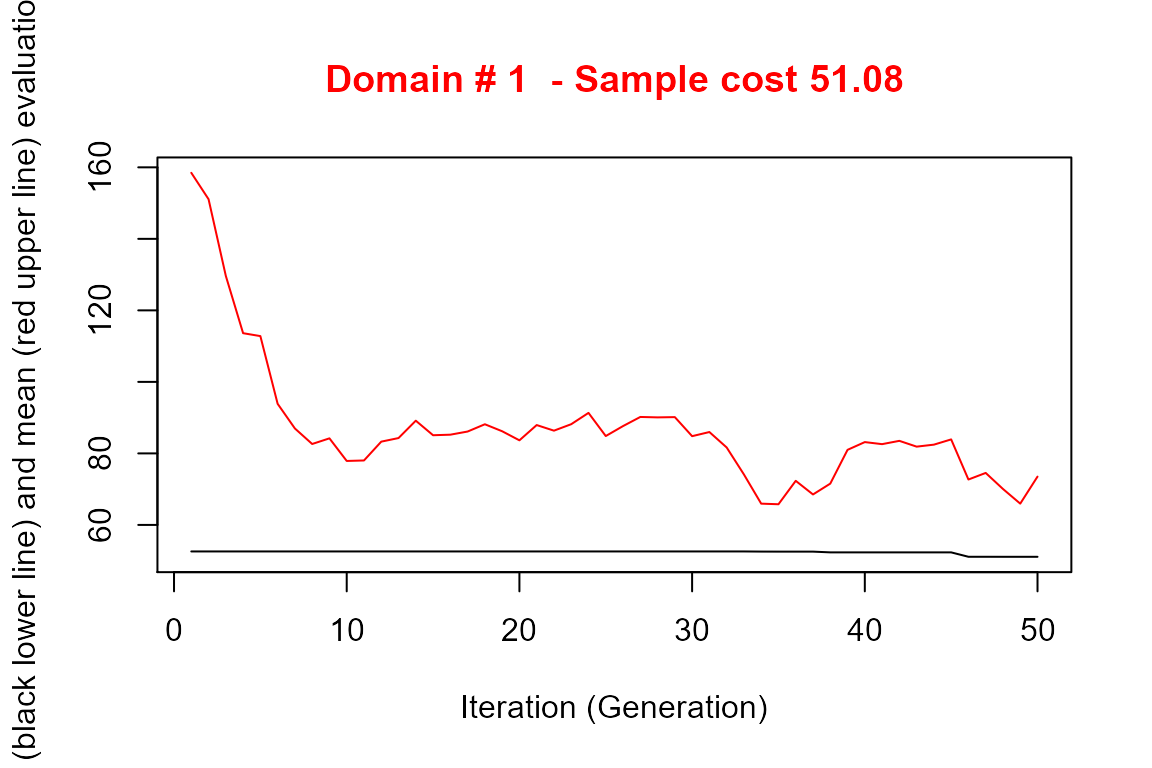 Domain # 1  - Sample cost 51.08
(black lower line) and mean (red upper line) evaluatio
160
120
80
60
0 10 20 30 40 50
Iteration (Generation)